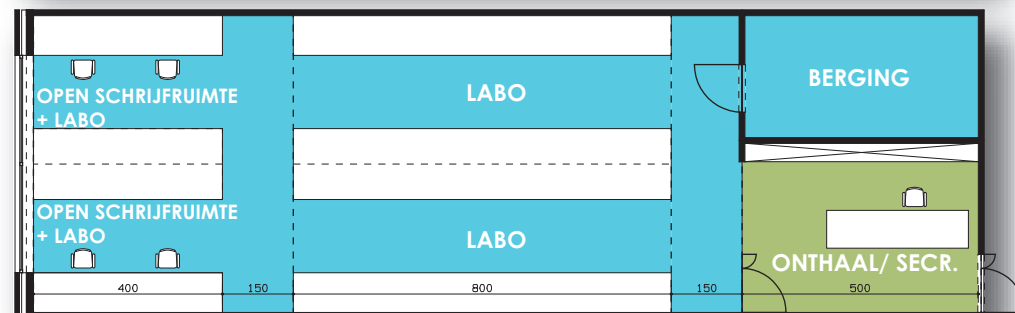 OPEN SCHRIJFRUIMTE
+ LABO
LABO
BERGING
OPEN SCHRIJFRUIMTE
+ LABO
LABO
ONTHAAL/ SECR.
400
150
800
150
500